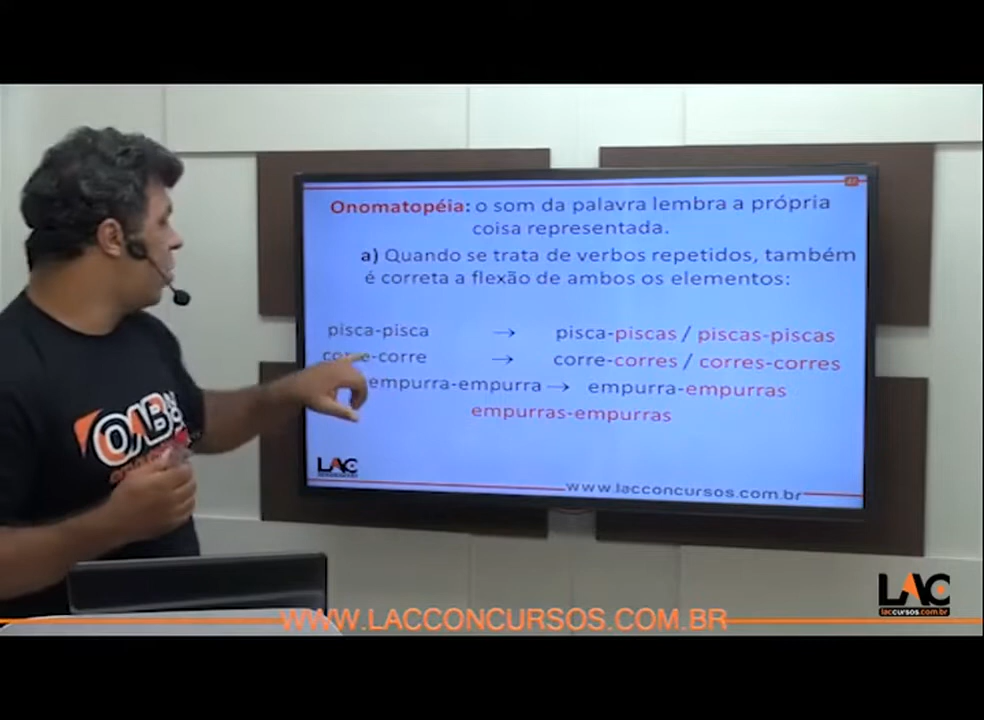 Onomatopéia: o som da palavra lembra a própria
coisa representada.
a) Quando se trata de verbos repetidos, também
é correta a flexão de ambos os elementos:
pisca-pisca → pisca-piscas / piscas-piscas
corre-corre → corre-corres / corres-corres
empurra-empurra → empurra-empurras
empurras-empurras
LAC
www.lacconcursos.com.br
OAB
LAC
laccursos.com.br
WWW.LACCONCURSOS.COM.BR